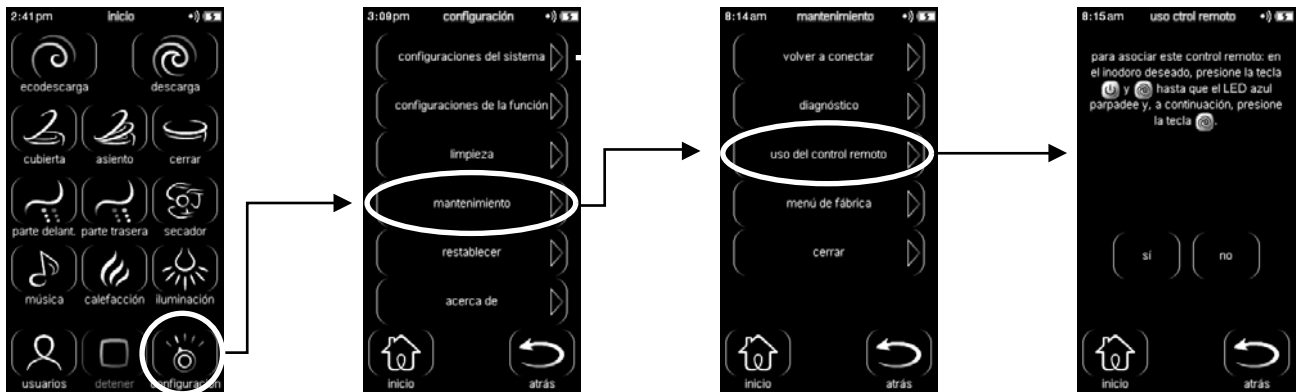 2:41pm inicio
ecodescarga descarga
cubierta asiento cerrar
parte delant. parte trasera secador
música calefacción iluminación
usuarios detener configuración
3:09pm configuración
configuraciones del sistema
configuraciones de la función
limpieza
mantenimiento
restablecer
acerca de
inicio atrás
8:14am mantenimiento
volver a conectar
diagnóstico
uso del control remoto
menú de fábrica
cerrar
inicio atrás
8:15am uso ctrol remoto
para asociar este control remoto: en
el inodoro deseado, presione la tecla
y hasta que el LED azul
parpadee y, a continuación, presione
la tecla .
sí no
inicio atrás